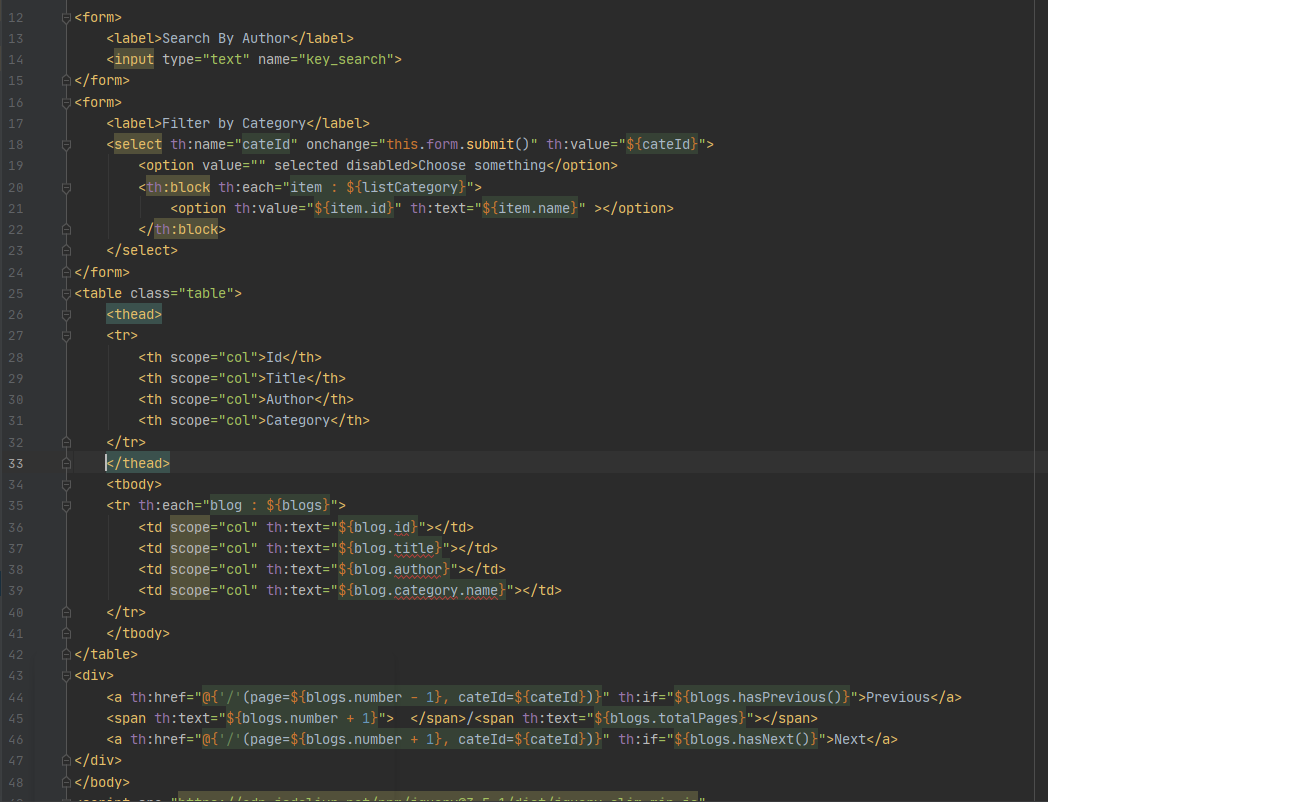 12 <form>
13     <label>Search By Author</label>
14     <input type="text" name="key_search">
15 </form>
16 <form>
17     <label>Filter by Category</label>
18     <select th:name="cateId" onchange="this.form.submit()" th:value="${cateId}">
19         <option value="" selected disabled>Choose something</option>
20         <th:block th:each="item : ${listCategory}">
21             <option th:value="${item.id}" th:text="${item.name}" ></option>
22         </th:block>
23     </select>
24 </form>
25 <table class="table">
26     <thead>
27     <tr>
28         <th scope="col">Id</th>
29         <th scope="col">Title</th>
30         <th scope="col">Author</th>
31         <th scope="col">Category</th>
32     </tr>
33     </thead>
34     <tbody>
35     <tr th:each="blog : ${blogs}">
36         <td scope="col" th:text="${blog.id}"></td>
37         <td scope="col" th:text="${blog.title}"></td>
38         <td scope="col" th:text="${blog.author}"></td>
39         <td scope="col" th:text="${blog.category.name}"></td>
40     </tr>
41     </tbody>
42 </table>
43 <div>
44     <a th:href="@{'/'(page=${blogs.number - 1}, cateId=${cateId})}" th:if="${blogs.hasPrevious()}">Previous</a>
45     <span th:text="${blogs.number + 1}">  </span>/<span th:text="${blogs.totalPages}"></span>
46     <a th:href="@{'/'(page=${blogs.number + 1}, cateId=${cateId})}" th:if="${blogs.hasNext()}">Next</a>
47 </div>
48 </body>